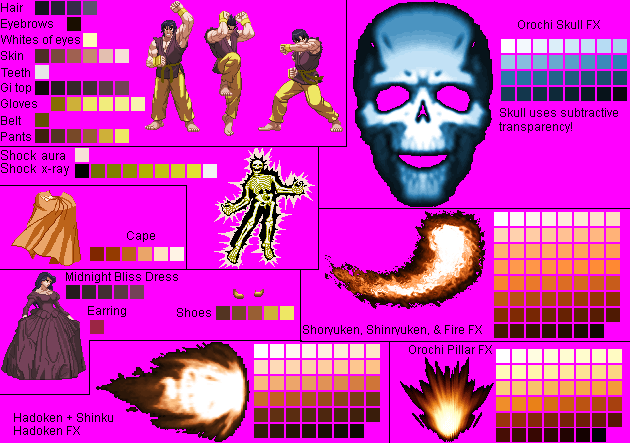 Hair
Eyebrows
Whites of eyes
Skin
Teeth
Gi top
Gloves
Belt
Pants
Shock aura
Shock x-ray
Orochi Skull FX
Skull uses subtractive
transparency!
Cape
Midnight Bliss Dress
Earring
Shoes
Shoryuken, Shinryuken, & Fire FX
Orochi Pillar FX
Hadoken + Shinku
Hadoken FX